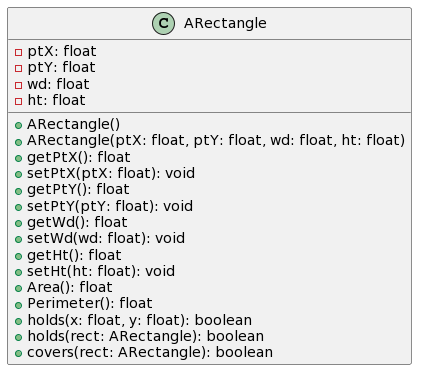 C ARectangle
ptX: float
ptY: float
wd: float
ht: float
ARectangle()
ARectangle(ptX: float, ptY: float, wd: float, ht: float)
getPtX(): float
setPtX(ptX: float): void
getPtY(): float
setPtY(ptY: float): void
getWd(): float
setWd(wd: float): void
getHt(): float
setHt(ht: float): void
Area(): float
Perimeter(): float
holds(x: float, y: float): boolean
holds(rect: ARectangle): boolean
covers(rect: ARectangle): boolean